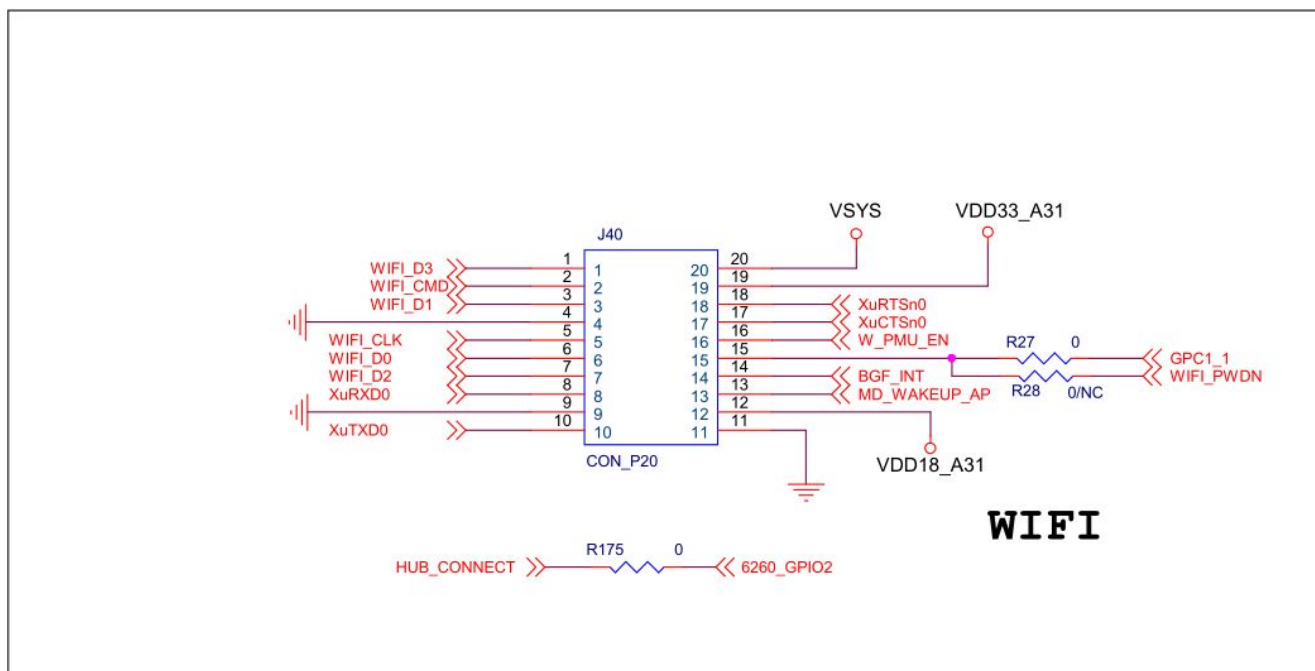 VSYS VDD33_A31
J40
WIFI_D3 1 1 20 20
WIFI_CMD 2 2 19 19
WIFI_D1 3 3 18 18 XuRTSn0
4 4 17 17 XuCTSn0
WIFI_CLK 5 5 16 16 W_PMU_EN
WIFI_D0 6 6 15 15 R27 0 GPC1_1
WIFI_D2 7 7 14 14 BGF_INT R28 0/NC WIFI_PWDN
XuRXD0 8 8 13 13 MD_WAKEUP_AP
9 9 12 12
XuTXD0 10 10 11 11
CON_P20 VDD18_A31
WIFI
R175 0
HUB_CONNECT 6260_GPIO2